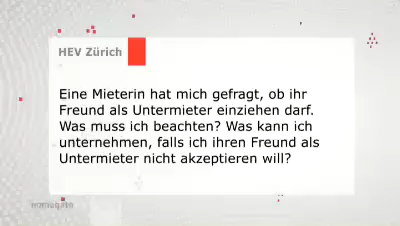 HEV Zürich
Eine Mieterin hat mich gefragt, ob ihr
Freund als Untermieter einziehen darf.
Was muss ich beachten? Was kann ich
unternehmen, falls ich ihren Freund als
Untermieter nicht akzeptieren will?
homegate